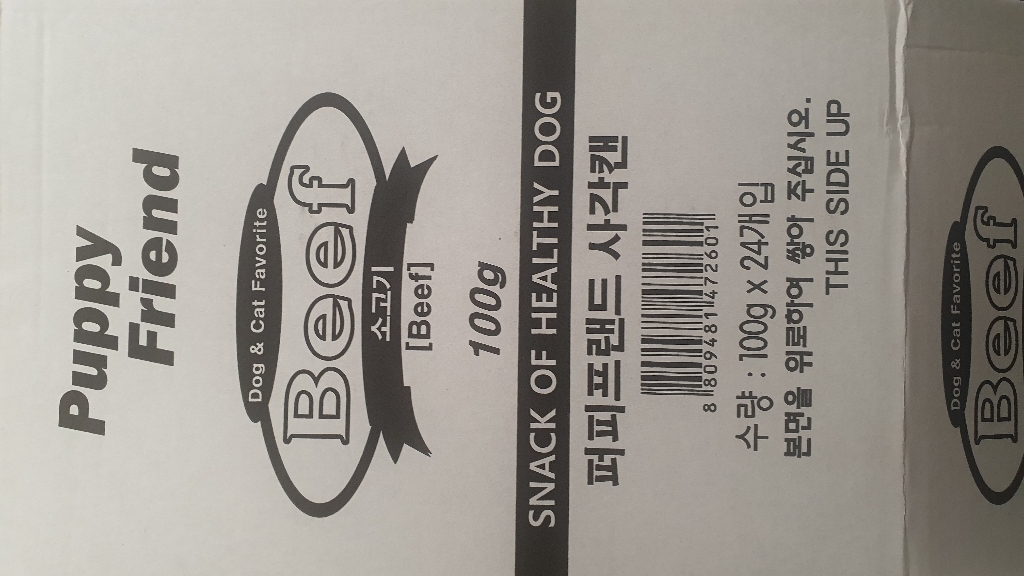 Puppy
Friend
Dog & Cat Favorite
Beef
소고기
[Beef]
100g
SNACK OF HEALTHY DOG
퍼피프랜드 사각캔
8 809481 472601
수량 : 100g x 24개입
본면을 위로하여 쌓아 주십시오.
THIS SIDE UP
Dog & Cat Favorite
Beef